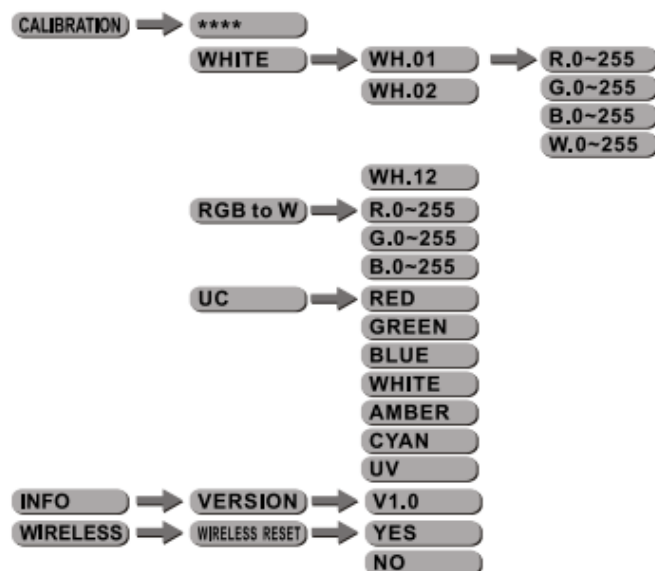 CALIBRATION ****
WHITE WH.01 R.0~255
WH.02 G.0~255
B.0~255
W.0~255
WH.12
RGB to W R.0~255
G.0~255
B.0~255
UC RED
GREEN
BLUE
WHITE
AMBER
CYAN
UV
INFO VERSION V1.0
WIRELESS WIRELESS RESET YES
NO